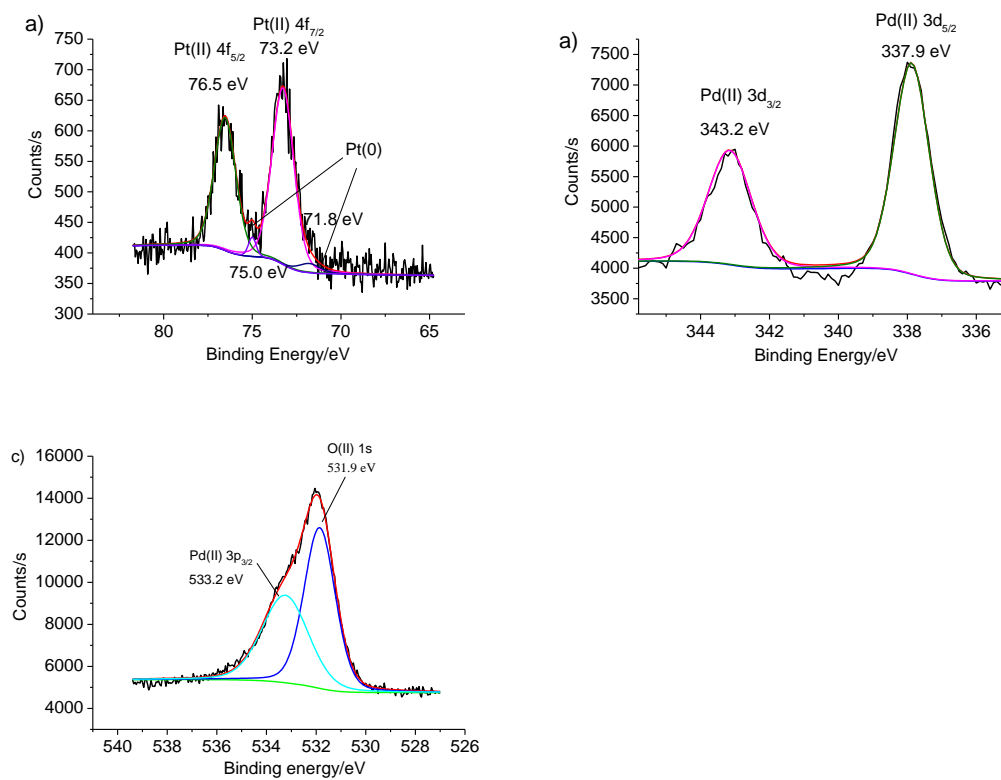 a)
Pt(II) 4f7/2
Pt(II) 4f5/2
73.2 eV
76.5 eV
Pt(0)
71.8 eV
75.0 eV
750
700
650
600
550
500
450
400
350
300
Counts/s
80 75 70 65
Binding Energy/eV
a)
Pd(II) 3d5/2
337.9 eV
Pd(II) 3d3/2
343.2 eV
7500
7000
6500
6000
5500
5000
4500
4000
3500
Counts/s
344 342 340 338 336
Binding Energy/eV
c)
O(II) 1s
531.9 eV
Pd(II) 3p3/2
533.2 eV
16000
14000
12000
10000
8000
6000
4000
Counts/s
540 538 536 534 532 530 528 526
Binding energy/eV